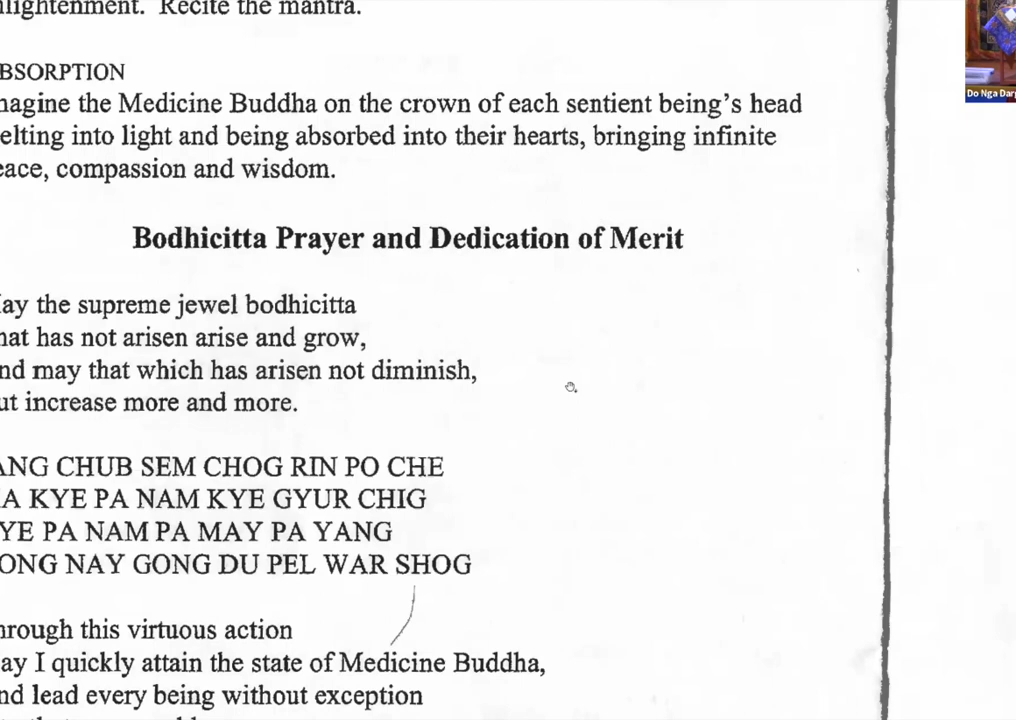 nlightenment. Recite the mantra.
BSORPTION
nagine the Medicine Buddha on the crown of each sentient being's head
elting into light and being absorbed into their hearts, bringing infinite
eace, compassion and wisdom.
Bodhicitta Prayer and Dedication of Merit
ay the supreme jewel bodhicitta
hat has not arisen arise and grow,
nd may that which has arisen not diminish,
ut increase more and more.
ANG CHUB SEM CHOG RIN PO CHE
A KYE PA NAM KYE GYUR CHIG
YE PA NAM PA MAY PA YANG
ONG NAY GONG DU PEL WAR SHOG
hrough this virtuous action
ay I quickly attain the state of Medicine Buddha,
nd lead every being without exception
Do Nga Darg